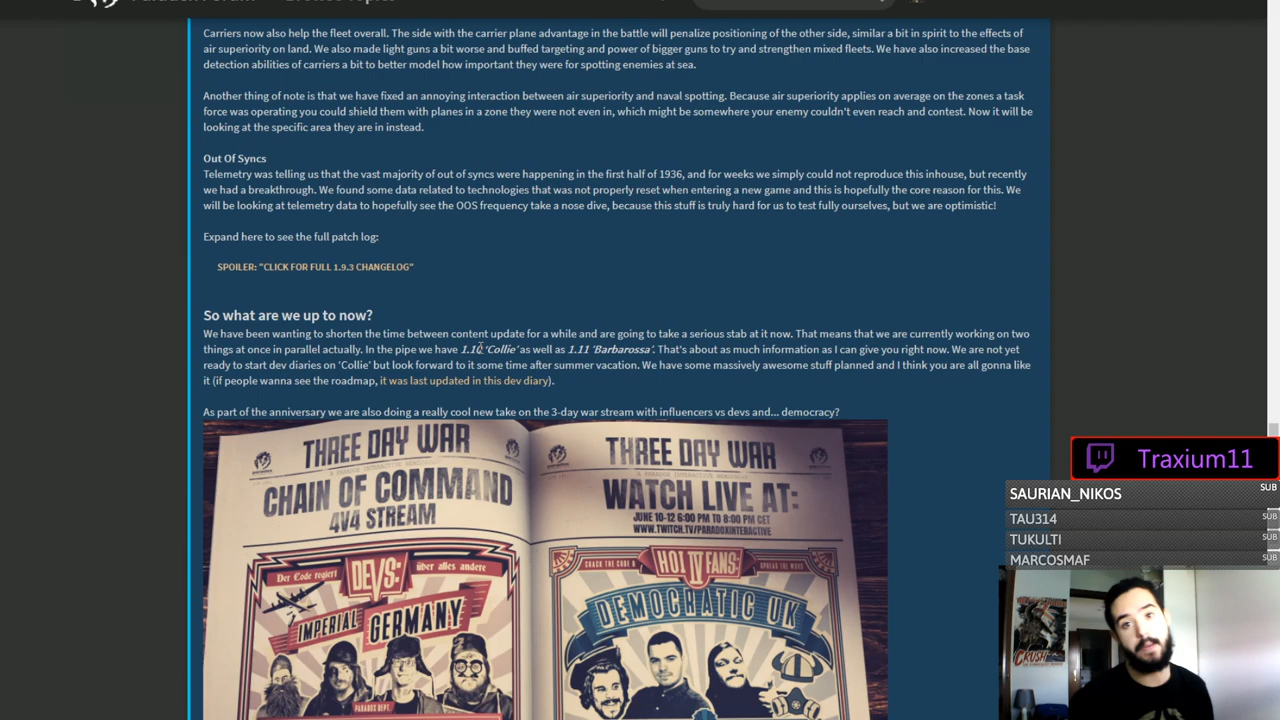 Carriers now also help the fleet overall. The side with the carrier plane advantage in the battle will penalize positioning of the other side, similar a bit in spirit to the effects of
air superiority on land. We also made light guns a bit worse and buffed targeting and power of bigger guns to try and strengthen mixed fleets. We have also increased the base
detection abilities of carriers a bit to better model how important they were for spotting enemies at sea.
Another thing of note is that we have fixed an annoying interaction between air superiority and naval spotting. Because air superiority applies on average on the zones a task
force was operating you could shield them with planes in a zone they were not even in, which might be somewhere your enemy couldn't even reach and contest. Now it will be
looking at the specific area they are in instead.
Out Of Syncs
Telemetry was telling us that the vast majority of out of syncs were happening in the first half of 1936, and for weeks we simply could not reproduce this inhouse, but recently
we had a breakthrough. We found some data related to technologies that was not properly reset when entering a new game and this is hopefully the core reason for this. We
will be looking at telemetry data to hopefully see the OOS frequency take a nose dive, because this stuff is truly hard for us to test fully ourselves, but we are optimistic!
Expand here to see the full patch log:
SPOILER: "CLICK FOR FULL 1.9.3 CHANGELOG"
So what are we up to now?
We have been wanting to shorten the time between content update for a while and are going to take a serious stab at it now. That means that we are currently working on two
things at once in parallel actually. In the pipe we have 1.10 'Collie' as well as 1.11 'Barbarossa'. That's about as much information as I can give you right now. We are not yet
ready to start dev diaries on 'Collie' but look forward to it some time after summer vacation. We have some massively awesome stuff planned and I think you are all gonna like
it (if people wanna see the roadmap, it was last updated in this dev diary).
As part of the anniversary we are also doing a really cool new take on the 3-day war stream with influencers vs devs and... democracy?
THREE DAY WAR
CHAIN OF COMMAND
4V4 STREAM
Der Code regiert
DEVS:
über alles andere
IMPERIAL GERMANY
PARADOX DEPT.
THREE DAY WAR
WATCH LIVE AT:
JUNE 10-12 6:00 PM TO 8:00 PM CET
WWW.TWITCH.TV/PARADOXINTERACTIVE
CRACK THE CODE &
HOI IV FANS:
SPREAD THE WORD
DEMOCRATIC UK
Traxium11
SAURIAN_NIKOS SUB
TAU314 SUB
TUKULTI SUB
MARCOSMAF SUB
CRUSH